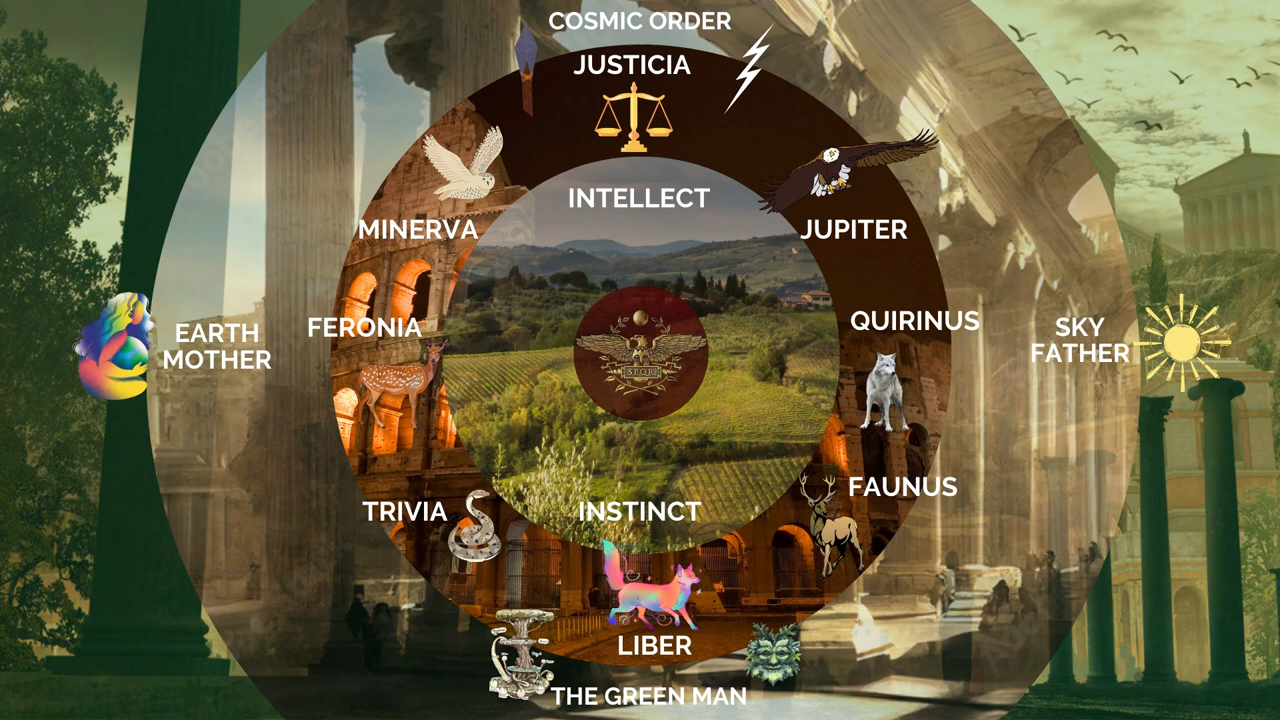 COSMIC ORDER
JUSTICIA
INTELLECT
MINERVA
JUPITER
FERONIA
QUIRINUS
EARTH
MOTHER
SKY
FATHER
S.P.Q.R
FAUNUS
TRIVIA
INSTINCT
LIBER
THE GREEN MAN